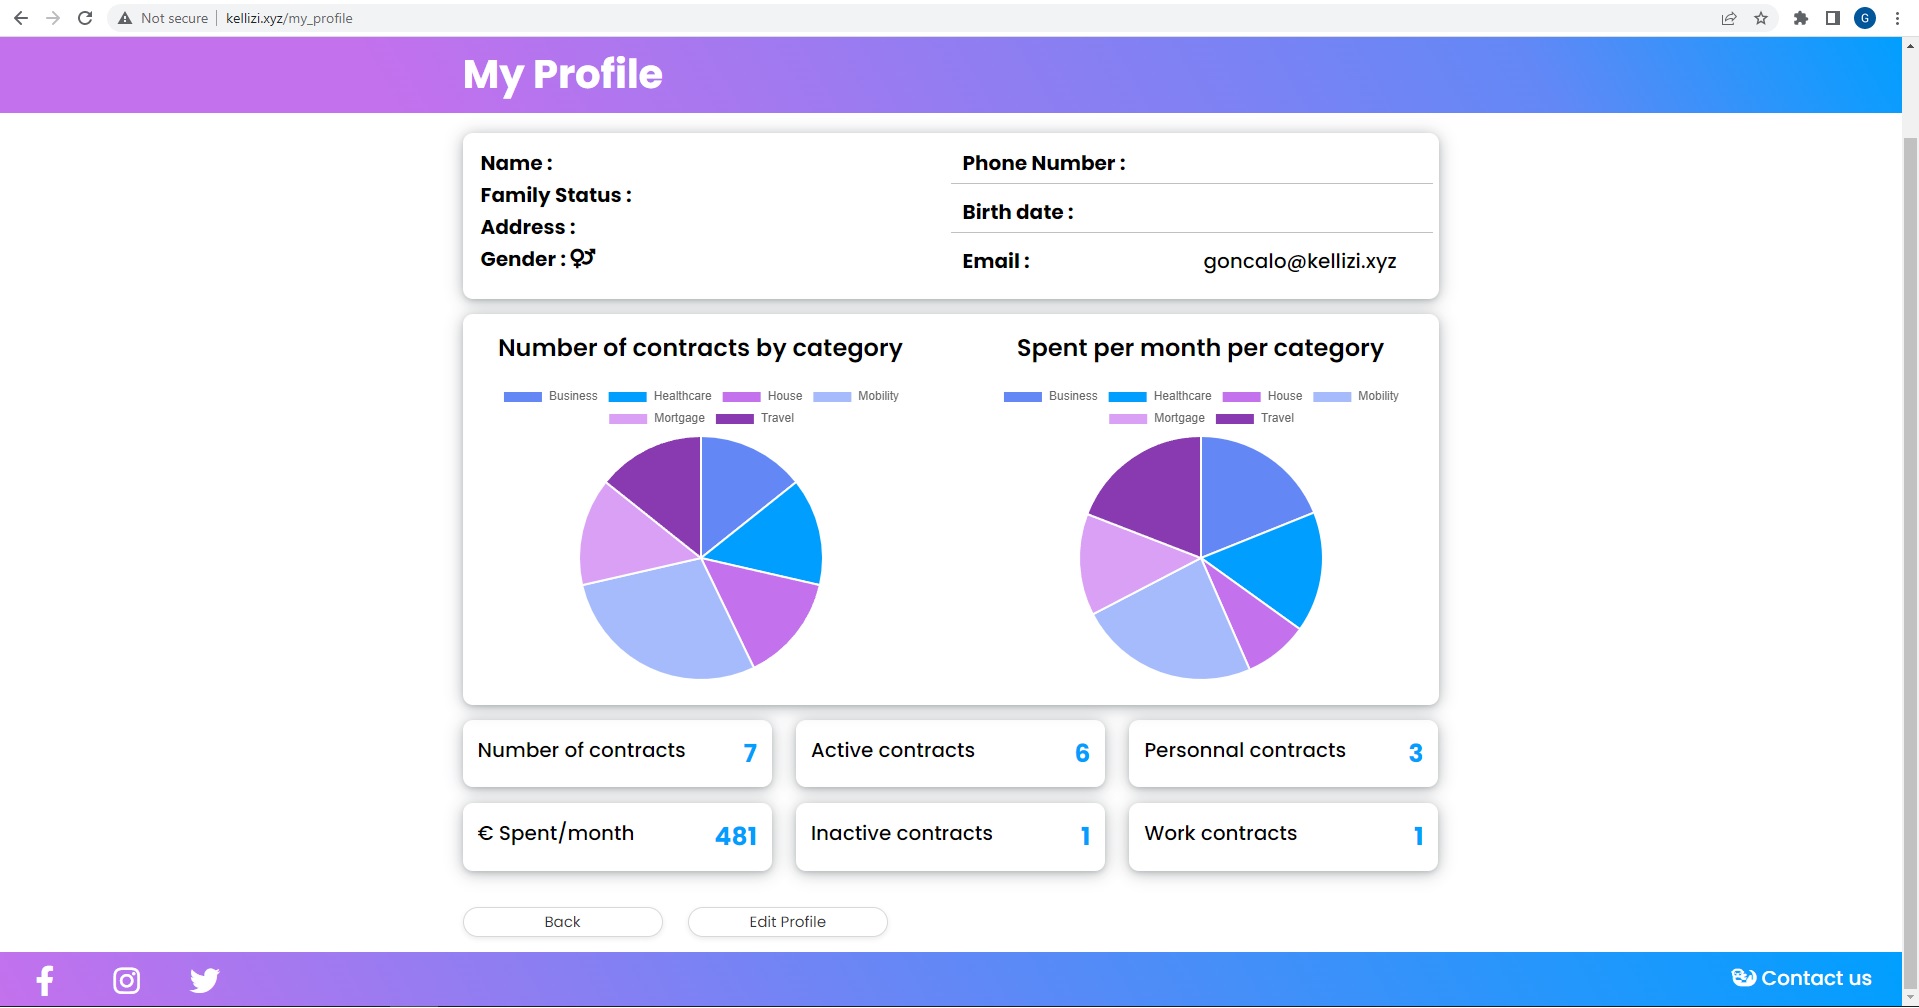 Not secure kellizi.xyz/my_profile G
My Profile
Name :
Family Status :
Address :
Gender :
Phone Number :
Birth date :
Email : goncalo@kellizi.xyz
Number of contracts by category
Business Healthcare House Mobility
Mortgage Travel
Spent per month per category
Business Healthcare House Mobility
Mortgage Travel
Number of contracts 7
Active contracts 6
Personnal contracts 3
€ Spent/month 481
Inactive contracts 1
Work contracts 1
Back
Edit Profile
Contact us